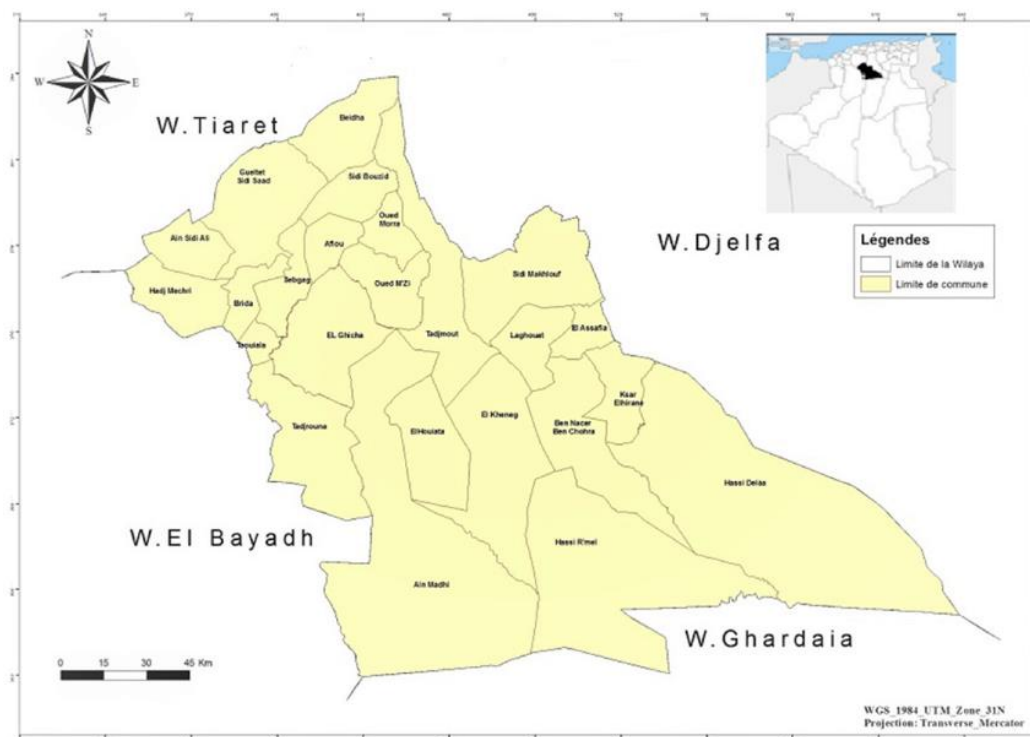 N
W
E
S
W.Tiaret
Beidha
Gueltet
Sidi Saad
Sidi Bouzid
Oued
Morra
Ain Sidi Ali
Aflou
W.Djelfa
Légendes
Limite de la Wilaya
Limite de commune
Sidi Makhlouf
Hadj Mechri
Brida
Sebgag
Oued M'Zi
EL Ghicha
Tadjmout
Laghouat
El Assafia
Taouiala
Ksar
Elhirane
Tadjrouna
ElHouiata
El Kheneg
Ben Nacer
Ben Chohra
Hassi Delaa
W.El Bayadh
Hassi R'mel
Ain Madhi
W.Ghardaia
0 15 30 45 Km
WGS_1984_UTM_Zone_31N
Projection: Transverse_Mercator